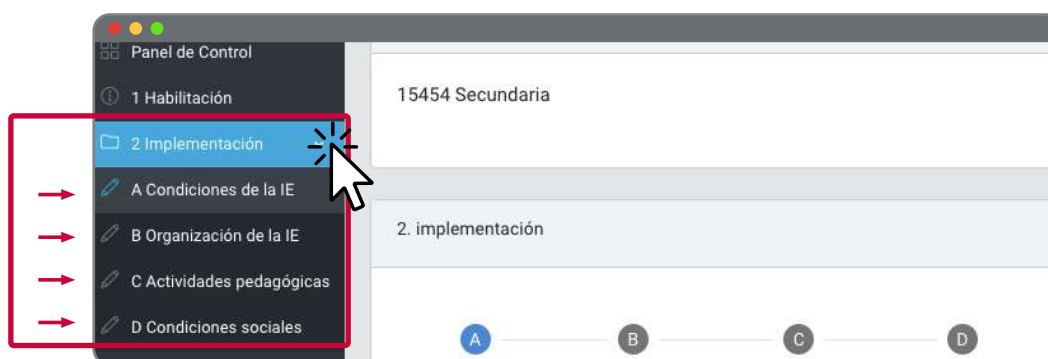 Panel de Control
1 Habilitación
2 Implementación
A Condiciones de la IE
B Organización de la IE
C Actividades pedagógicas
D Condiciones sociales
15454 Secundaria
2. implementación
A B C D